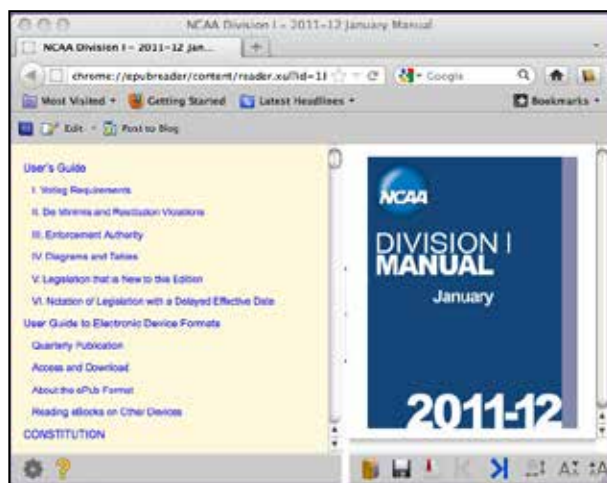 NCAA Division I - 2011-12 January Manual
NCAA Division I - 2011-12 Jan...
chrome://epubreader/content/reader.xul?id=18
Google
Most Visited
Getting Started
Latest Headlines
Bookmarks
Edit
Post to Blog
User's Guide
I. Voting Requirements
II. De Minimis and Restitution Violations
III. Enforcement Authority
IV. Diagrams and Tables
V. Legislation that is New to this Edition
VI. Notation of Legislation with a Delayed Effective Date
User Guide to Electronic Device Formats
Quarterly Publication
Access and Download
About the ePub Format
Reading eBooks on Other Devices
CONSTITUTION
NCAA
DIVISION I
MANUAL
January
2011-12